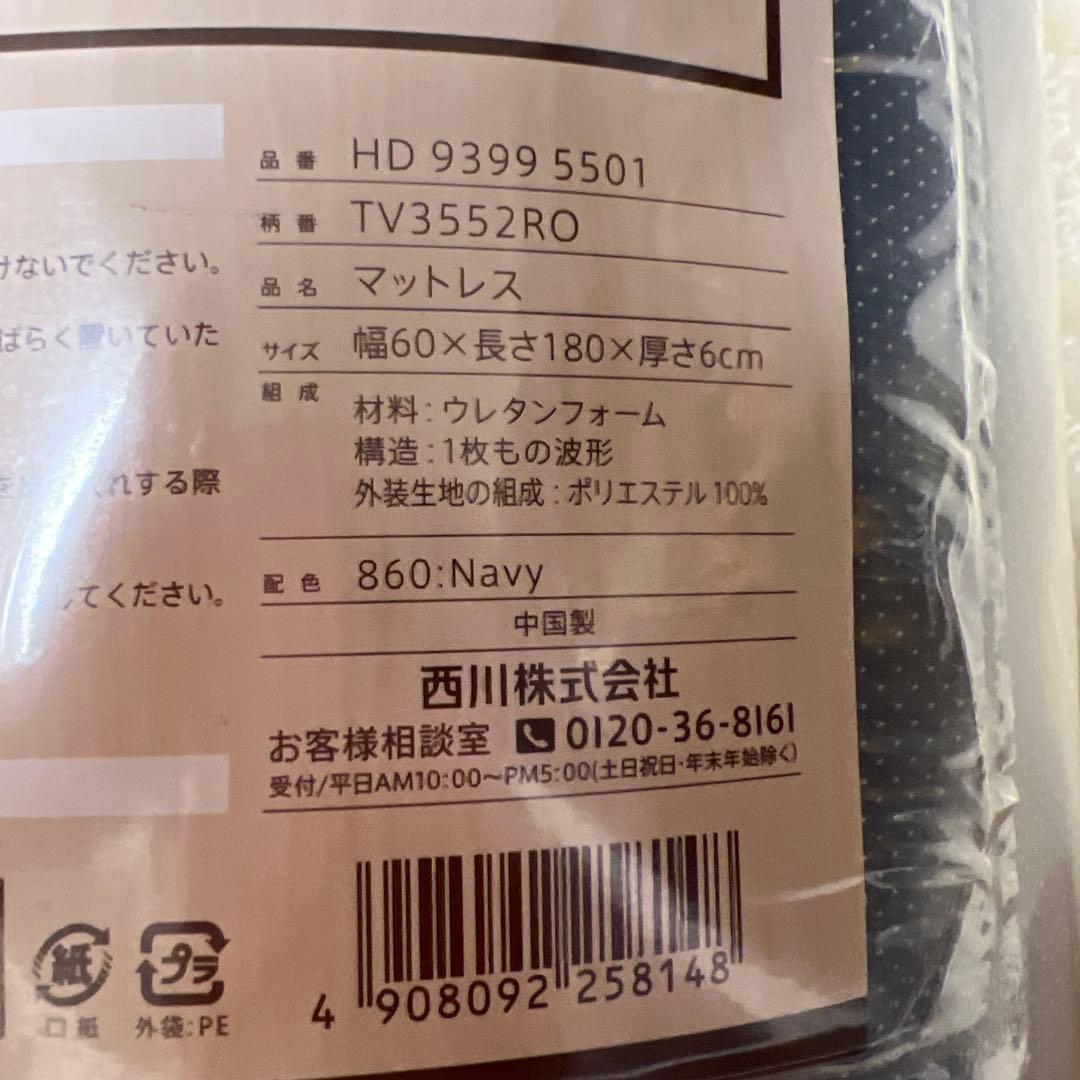 けないでください。
ばらく置いていた
れする際
してください。
品番 HD 9399 5501
柄番 TV3552RO
品名 マットレス
サイズ 幅60×長さ180×厚さ6cm
組成 材料:ウレタンフォーム
構造:1枚もの波形
外装生地の組成:ポリエステル100%
配色 860:Navy
中国製
西川株式会社
お客様相談室 0120-36-8161
受付/平日AM10:00〜PM5:00(土日祝日・年末年始除く)
紙
プラ
口紙
外袋:PE
4 908092 258148